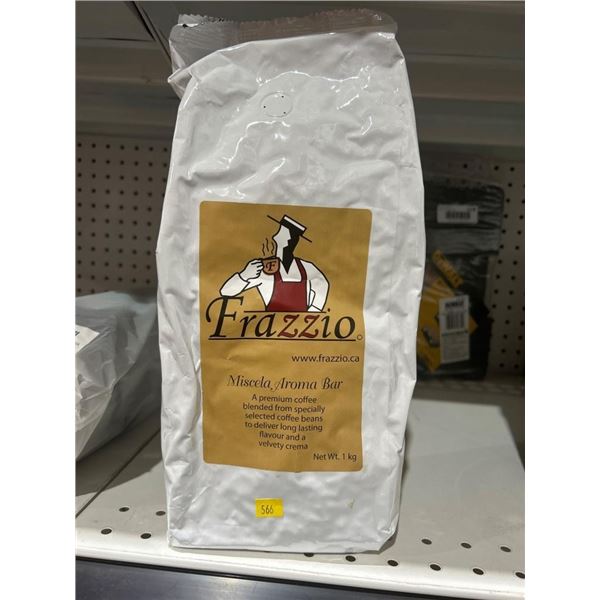 F
Frazzio
www.frazzio.ca
Miscela Aroma Bar
A premium coffee
blended from specially
selected coffee beans
to deliver long lasting
flavour and a
velvety crema
Net Wt. 1 kg
566